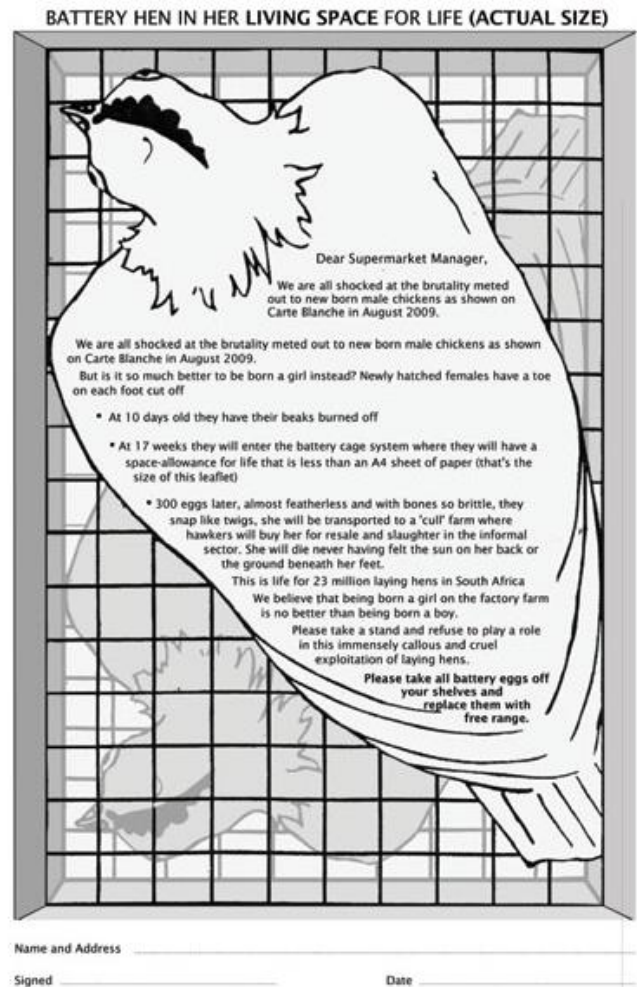 BATTERY HEN IN HER LIVING SPACE FOR LIFE (ACTUAL SIZE)
Dear Supermarket Manager,
We are all shocked at the brutality meted
out to new born male chickens as shown on
Carte Blanche in August 2009.
We are all shocked at the brutality meted out to new born male chickens as shown
on Carte Blanche in August 2009.
But is it so much better to be born a girl instead? Newly hatched females have a toe
on each foot cut off
• At 10 days old they have their beaks burned off
• At 17 weeks they will enter the battery cage system where they will have a
space-allowance for life that is less than an A4 sheet of paper (that's the
size of this leaflet)
• 300 eggs later, almost featherless and with bones so brittle, they
snap like twigs, she will be transported to a 'cull' farm where
hawkers will buy her for resale and slaughter in the informal
sector. She will die never having felt the sun on her back or
the ground beneath her feet.
This is life for 23 million laying hens in South Africa
We believe that being born a girl on the factory farm
is no better than being born a boy.
Please take a stand and refuse to play a role
in this immensely callous and cruel
exploitation of laying hens.
Please take all battery eggs off
your shelves and
replace them with
free range.
Name and Address
Signed Date